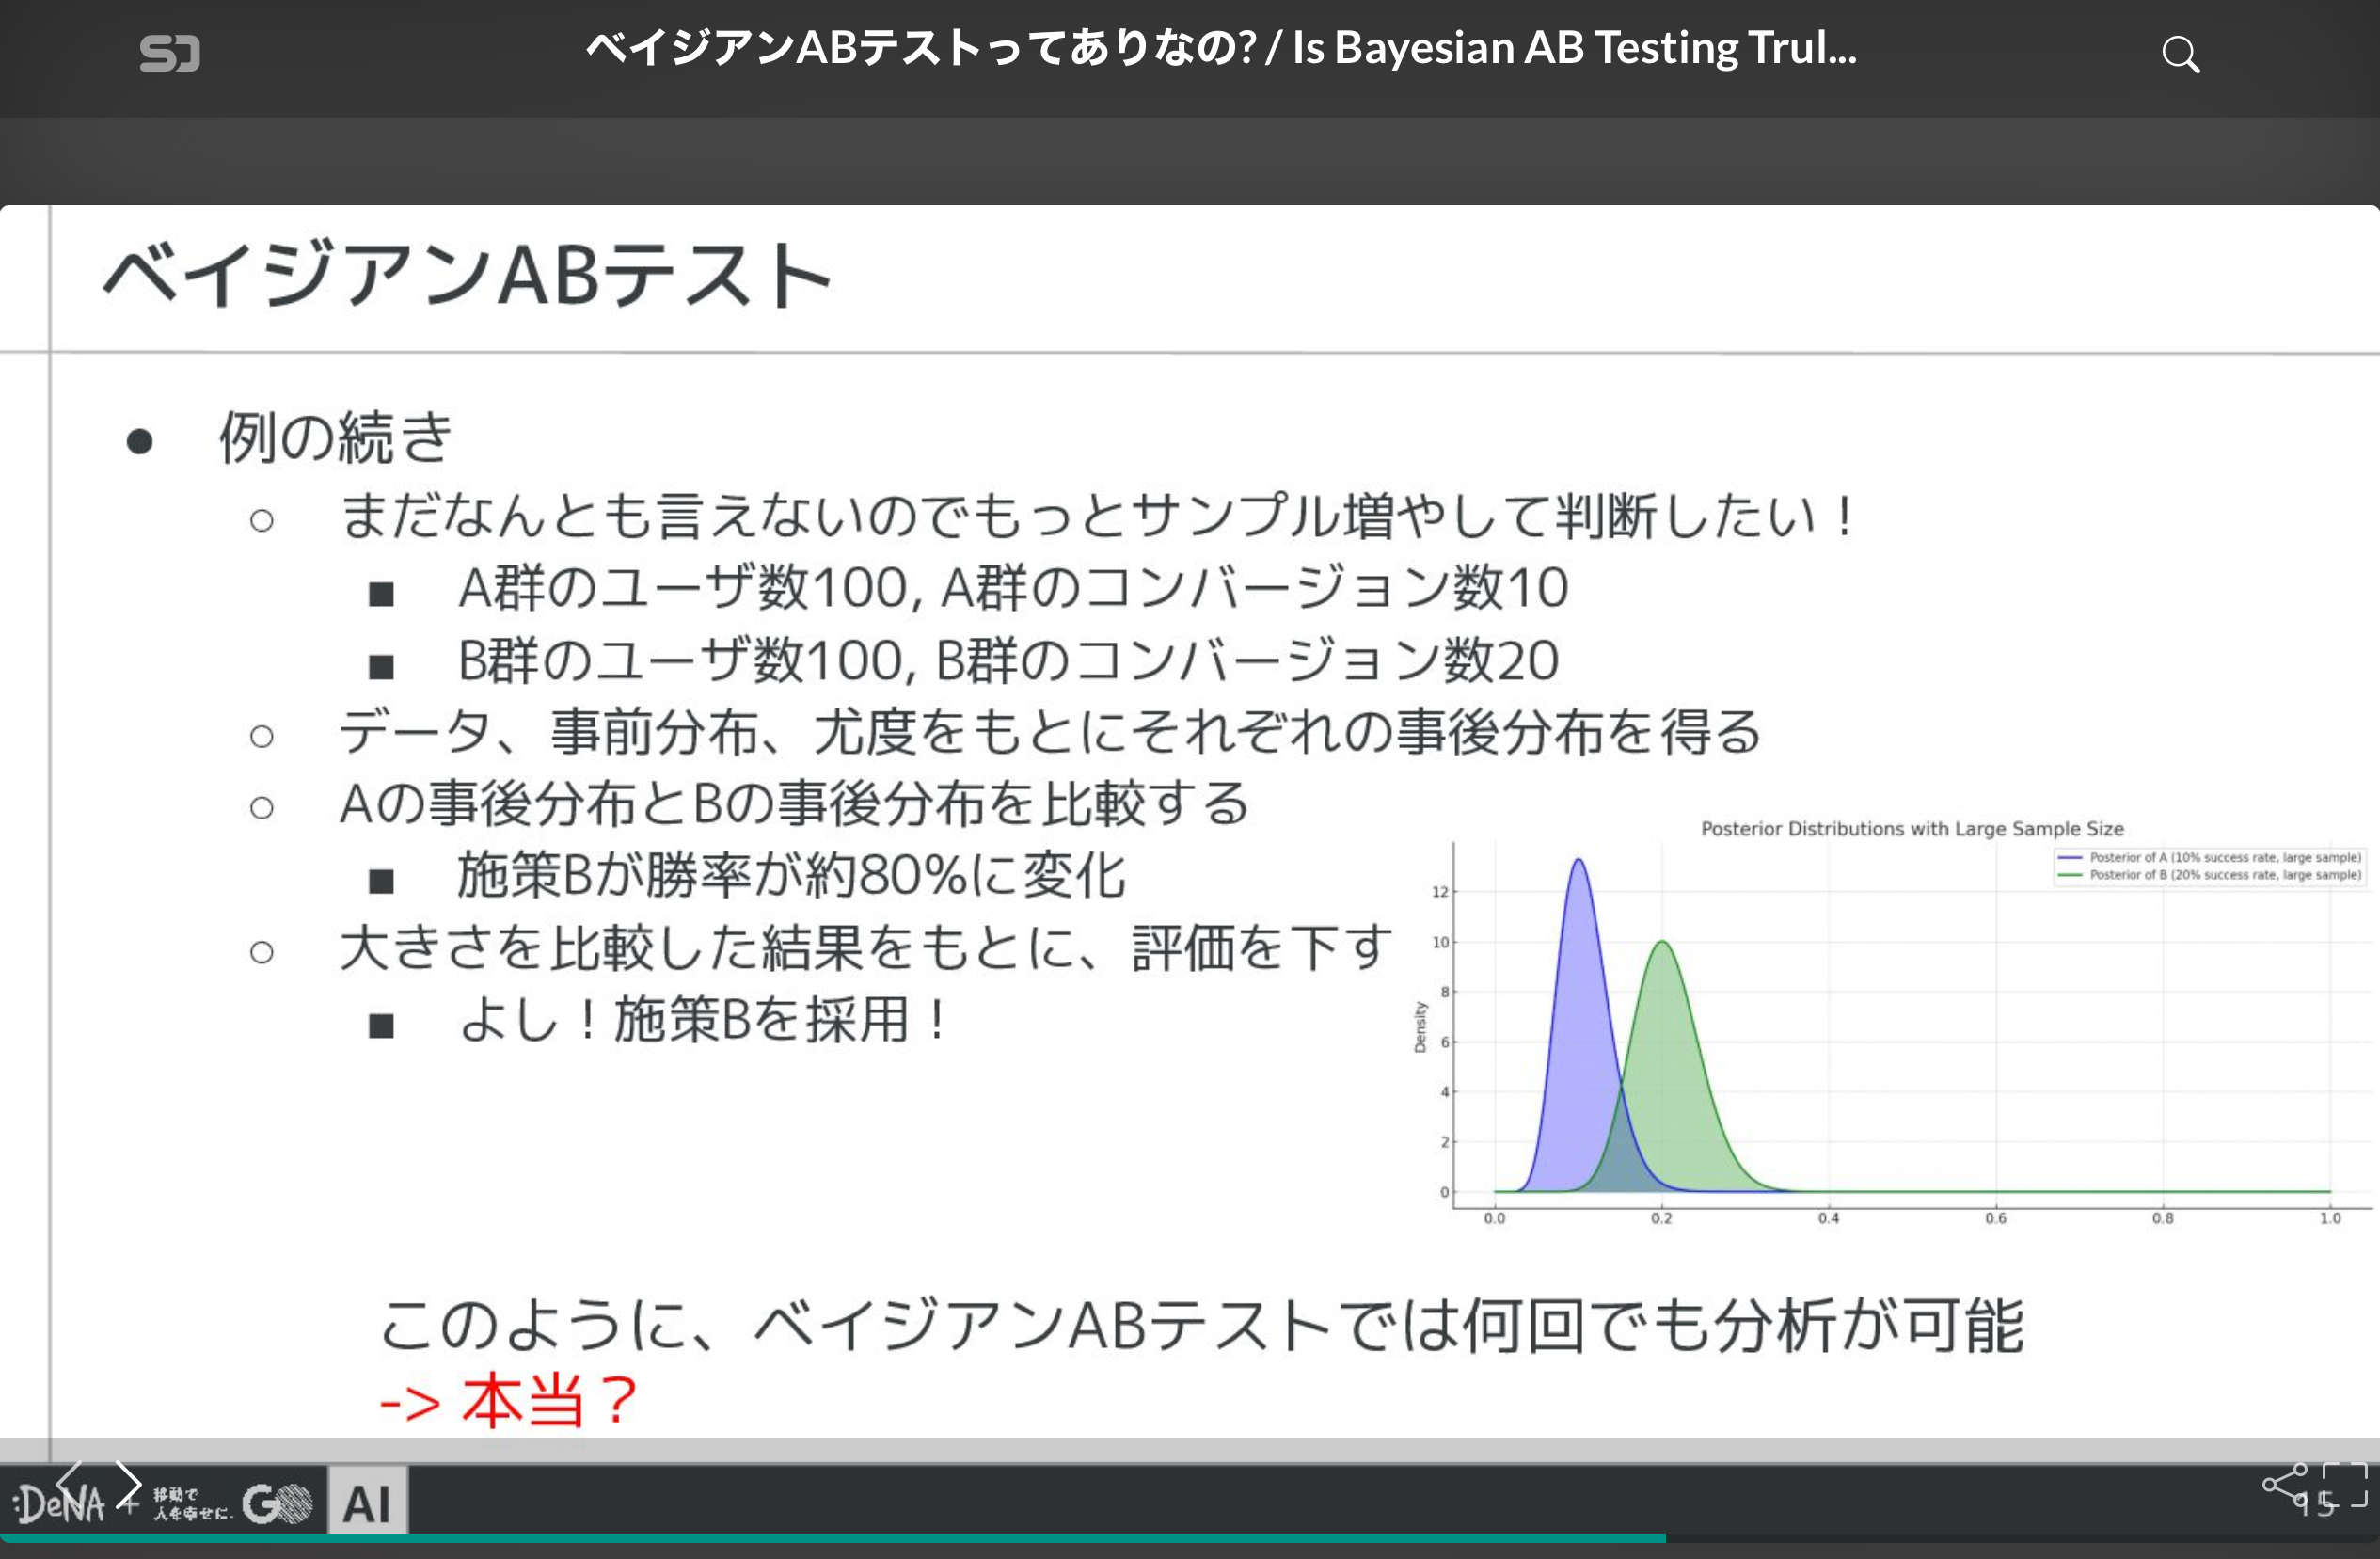 ベイジアンABテストってありなの? / Is Bayesian AB Testing Trul...
ベイジアンABテスト
● 例の続き
○ まだなんとも言えないのでもっとサンプル増やして判断したい！
■ A群のユーザ数100, A群のコンバージョン数10
■ B群のユーザ数100, B群のコンバージョン数20
○ データ、事前分布、尤度をもとにそれぞれの事後分布を得る
○ Aの事後分布とBの事後分布を比較する
■ 施策Bが勝率が約80%に変化
○ 大きさを比較した結果をもとに、評価を下す
■ よし！施策Bを採用！
Posterior Distributions with Large Sample Size
Posterior of A (10% success rate, large sample)
Posterior of B (20% success rate, large sample)
Density
12
10
8
6
4
2
0
0.0 0.2 0.4 0.6 0.8 1.0
このように、ベイジアンABテストでは何回でも分析が可能
-> 本当？
:DeNA + 移動で人を幸せに. GO AI
15